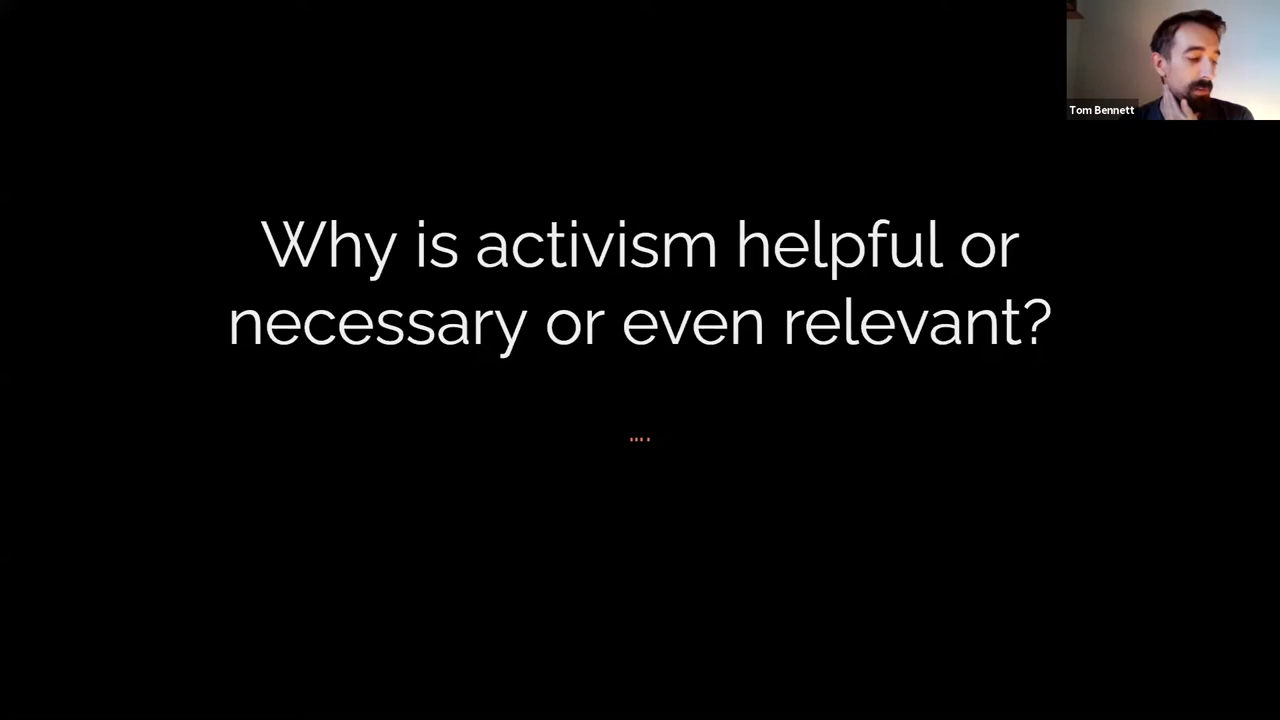 Tom Bennett
Why is activism helpful or
necessary or even relevant?
....